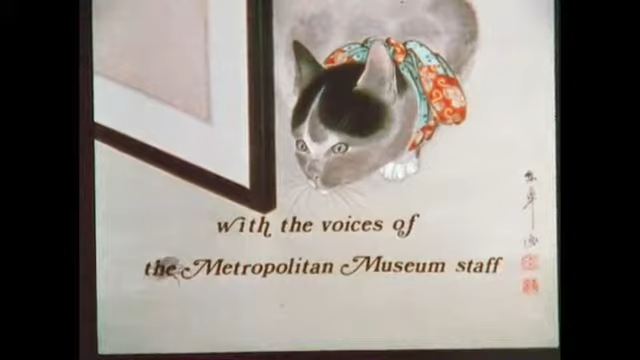 with the voices of
the Metropolitan Museum staff